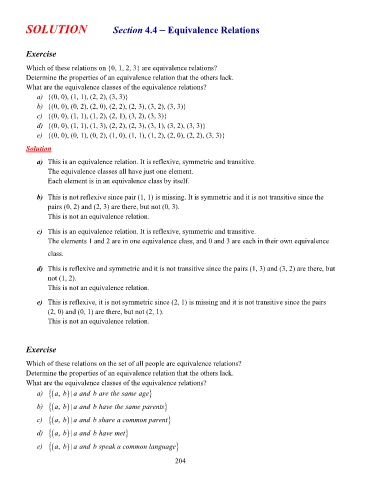 SOLUTION Section 4.4 – Equivalence Relations
Exercise
Which of these relations on {0, 1, 2, 3} are equivalence relations?
Determine the properties of an equivalence relation that the others lack.
What are the equivalence classes of the equivalence relations?
a) {(0, 0), (1, 1), (2, 2), (3, 3)}
b) {(0, 0), (0, 2), (2, 0), (2, 2), (2, 3), (3, 2), (3, 3)}
c) {(0, 0), (1, 1), (1, 2), (2, 1), (3, 2), (3, 3)}
d) {(0, 0), (1, 1), (1, 3), (2, 2), (2, 3), (3, 1), (3, 2), (3, 3)}
e) {(0, 0), (0, 1), (0, 2), (1, 0), (1, 1), (1, 2), (2, 0), (2, 2), (3, 3)}
Solution
a) This is an equivalence relation. It is reflexive, symmetric and transitive.
The equivalence classes all have just one element.
Each element is in an equivalence class by itself.
b) This is not reflexive since pair (1, 1) is missing. It is symmetric and it is not transitive since the
pairs (0, 2) and (2, 3) are there, but not (0, 3).
This is not an equivalence relation.
c) This is an equivalence relation. It is reflexive, symmetric and transitive.
The elements 1 and 2 are in one equivalence class, and 0 and 3 are each in their own equivalence
class.
d) This is reflexive and symmetric and it is not transitive since the pairs (1, 3) and (3, 2) are there, but
not (1, 2).
This is not an equivalence relation.
e) This is reflexive, it is not symmetric since (2, 1) is missing and it is not transitive since the pairs
(2, 0) and (0, 1) are there, but not (2, 1).
This is not an equivalence relation.
Exercise
Which of these relations on the set of all people are equivalence relations?
Determine the properties of an equivalence relation that the others lack.
What are the equivalence classes of the equivalence relations?
a) {(a, b) | a and b are the same age}
b) {(a, b) | a and b have the same parents}
c) {(a, b) | a and b share a common parent}
d) {(a, b) | a and b have met}
e) {(a, b) | a and b speak a common language}
204